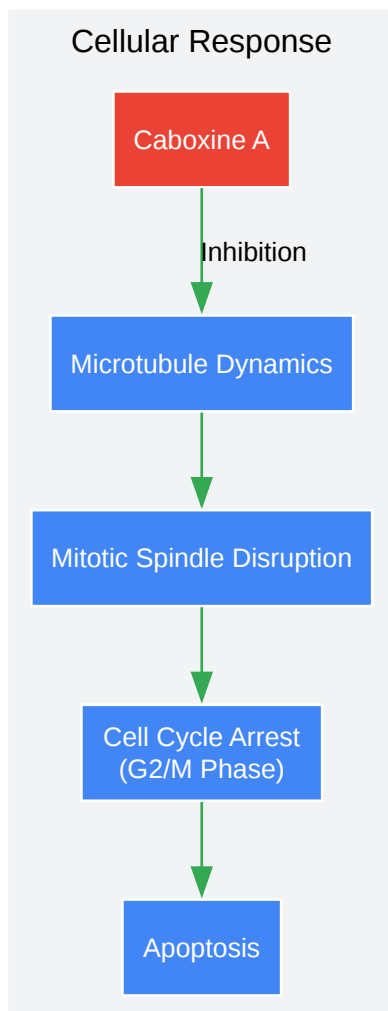 Cellular Response
Caboxine A
Inhibition
Microtubule Dynamics
Mitotic Spindle Disruption
Cell Cycle Arrest
(G2/M Phase)
Apoptosis